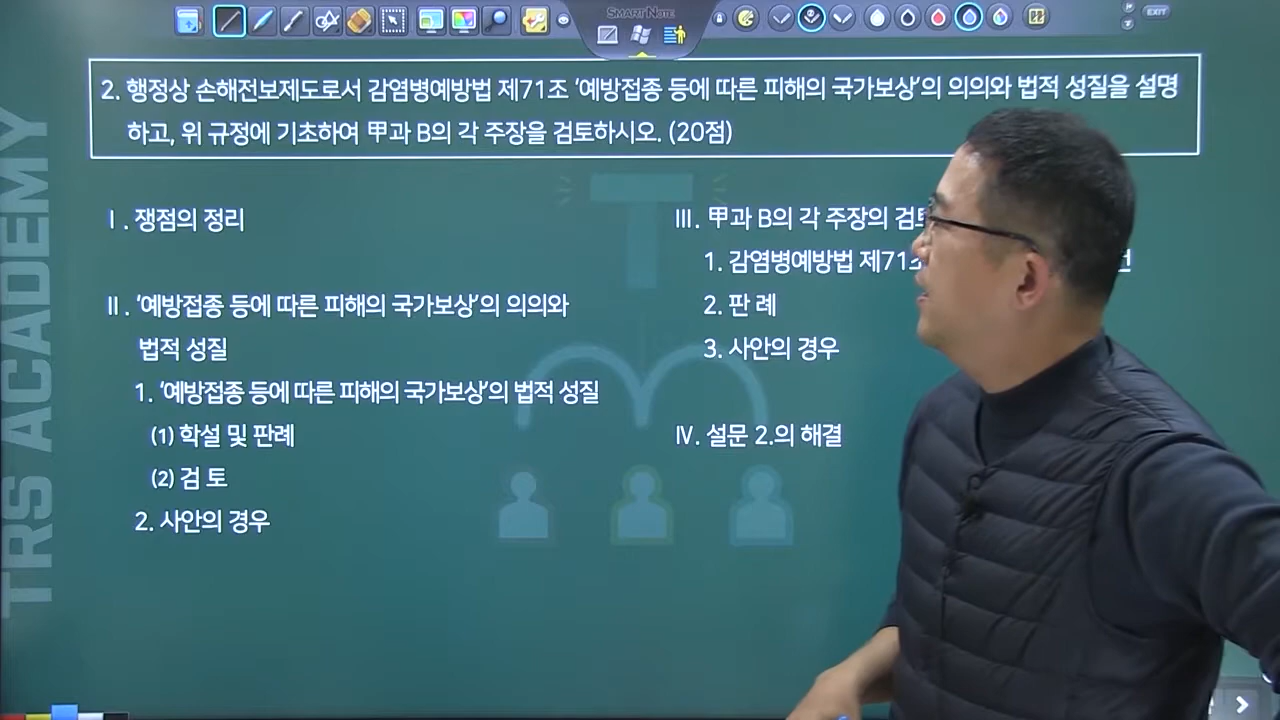 SMARTNOTE
EXIT
2. 행정상 손해전보제도로서 감염병예방법 제71조 '예방접종 등에 따른 피해의 국가보상'의 의의와 법적 성질을 설명
하고, 위 규정에 기초하여 甲과 B의 각 주장을 검토하시오. (20점)
Ⅰ. 쟁점의 정리
Ⅱ. '예방접종 등에 따른 피해의 국가보상'의 의의와
법적 성질
1. '예방접종 등에 따른 피해의 국가보상'의 법적 성질
(1) 학설 및 판례
(2) 검 토
2. 사안의 경우
Ⅲ. 甲과 B의 각 주장의 검토
1. 감염병예방법 제71조
2. 판 례
3. 사안의 경우
Ⅳ. 설문 2.의 해결
TRS ACADEMY